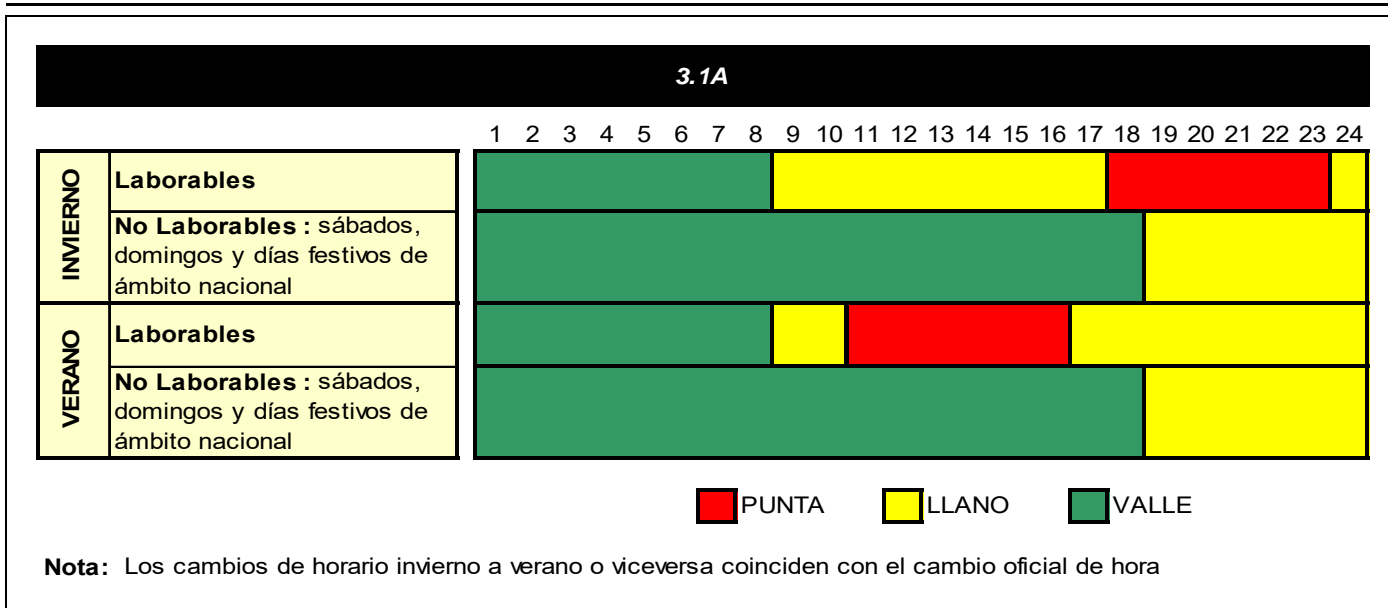 3.1A
1 2 3 4 5 6 7 8 9 10 11 12 13 14 15 16 17 18 19 20 21 22 23 24
INVIERNO
Laborables
No Laborables : sábados,
domingos y días festivos de
ámbito nacional
VERANO
Laborables
No Laborables : sábados,
domingos y días festivos de
ámbito nacional
PUNTA LLANO VALLE
Nota: Los cambios de horario invierno a verano o viceversa coinciden con el cambio oficial de hora